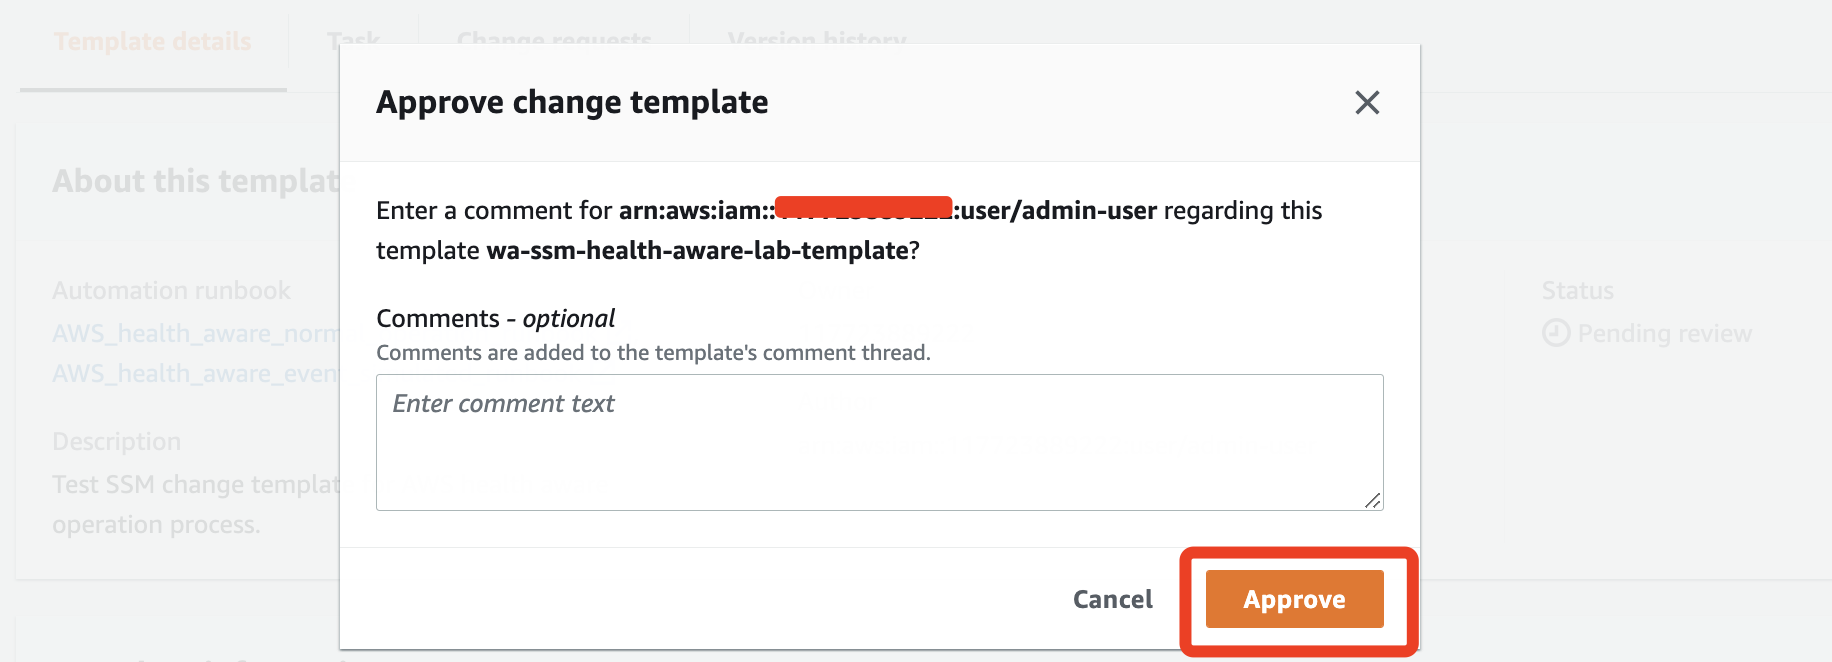 Template details Task Change requests Version history
Approve change template
About this templat
Enter a comment for arn:aws:iam:: :user/admin-user regarding this
template wa-ssm-health-aware-lab-template?
Automation runbook
AWS_health_aware_norm
AWS_health_aware_even
Status
Pending review
Comments - optional
Comments are added to the template's comment thread.
Enter comment text
Description
Test SSM change templat
operation process.
Cancel Approve